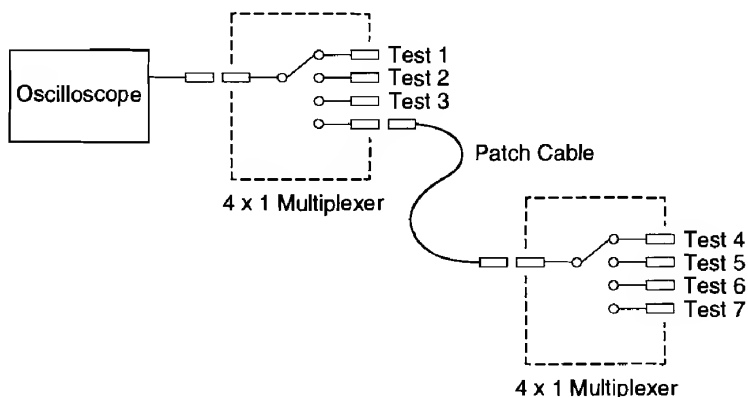 Oscilloscope
Test 1
Test 2
Test 3
Patch Cable
4 x 1 Multiplexer
Test 4
Test 5
Test 6
Test 7
4 x 1 Multiplexer